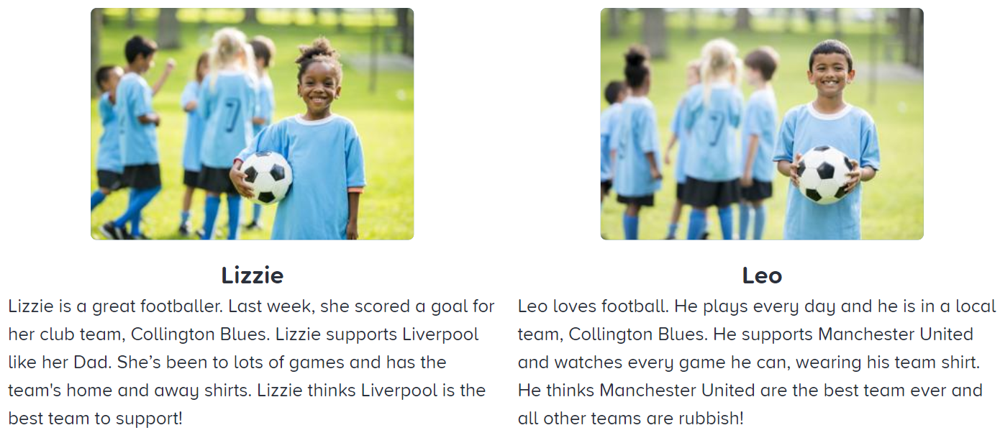 7
7
Lizzie
Lizzie is a great footballer. Last week, she scored a goal for
her club team, Collington Blues. Lizzie supports Liverpool
like her Dad. She’s been to lots of games and has the
team's home and away shirts. Lizzie thinks Liverpool is the
best team to support!
Leo
Leo loves football. He plays every day and he is in a local
team, Collington Blues. He supports Manchester United
and watches every game he can, wearing his team shirt.
He thinks Manchester United are the best team ever and
all other teams are rubbish!